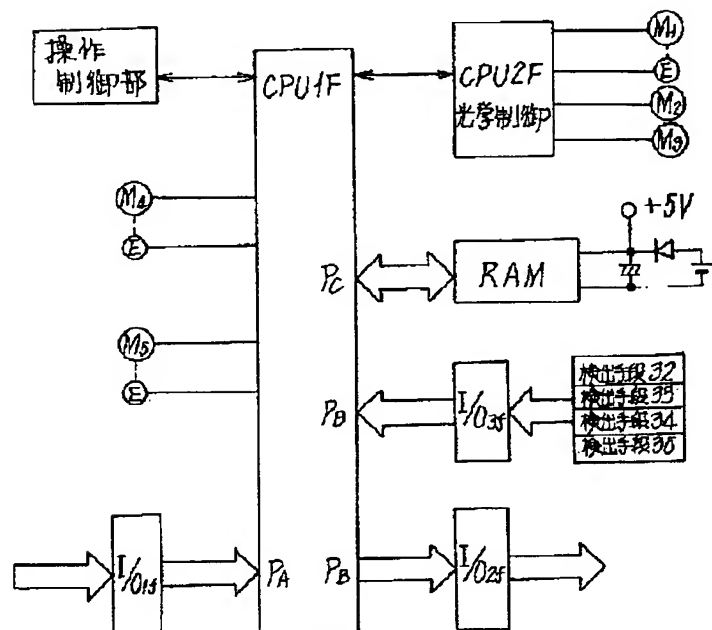 操作
制御部
CPU1F
CPU2F
光学制御
M1
E
M2
M3
M4
E
M5
E
+5V
PC
RAM
PB
I/O3f
検出手段32
検出手段33
検出手段34
検出手段35
I/O1f
PA
PB
I/O2f